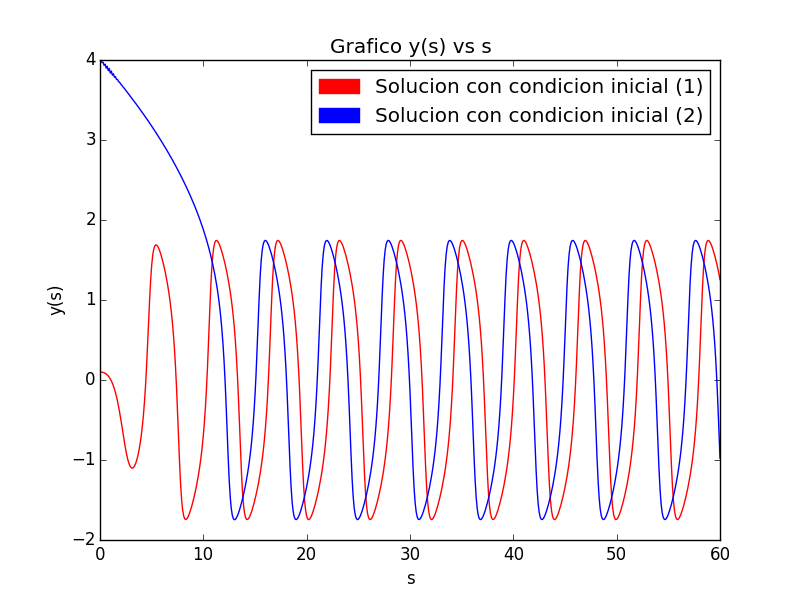 Grafico y(s) vs s
Solucion con condicion inicial (1)
Solucion con condicion inicial (2)
y(s)
4
3
2
1
0
−1
−2
0 10 20 30 40 50 60
s